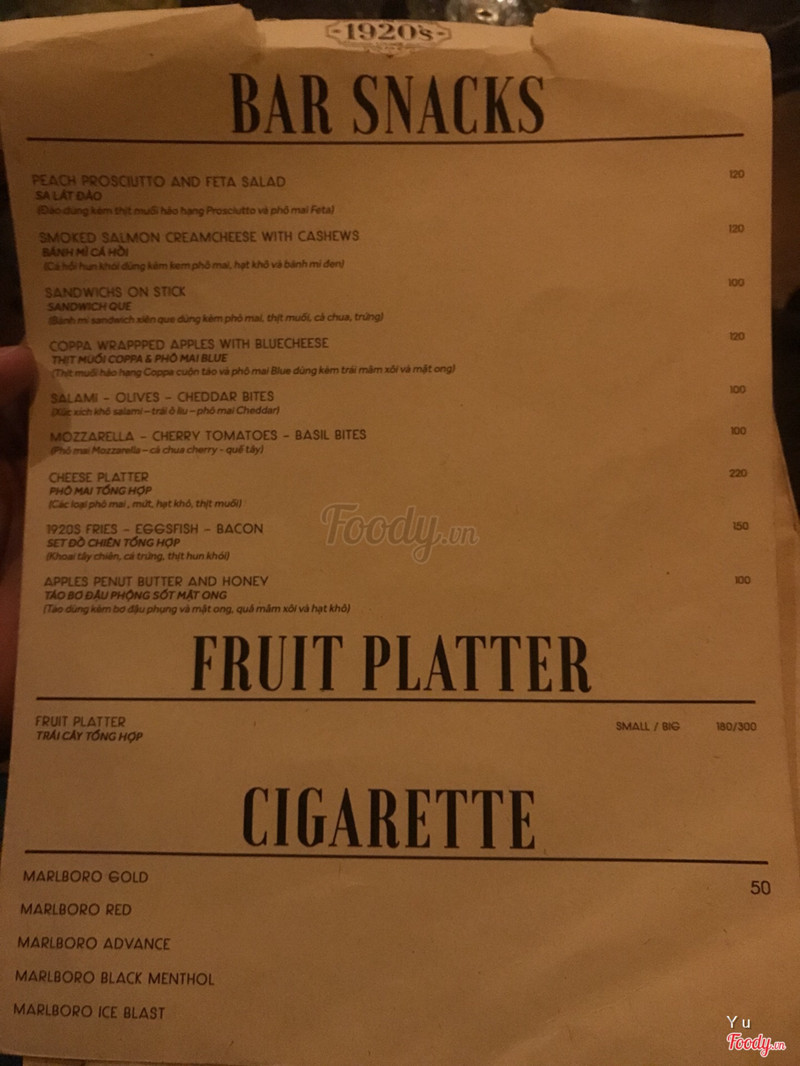 1920s
BAR SNACKS
PEACH PROSCIUTTO AND FETA SALAD 120
SA LÁT ĐÀO
(Đào dùng kèm thịt muối hảo hạng Prosciutto và phô mai Feta)
SMOKED SALMON CREAMCHEESE WITH CASHEWS 120
BÁNH MÌ CÁ HỒI
(Cá hồi hun khói dùng kèm kem phô mai, hạt khô và bánh mì đen)
SANDWICHS ON STICK 100
SANDWICH QUE
(Bánh mì sandwich xiên que dùng kèm phô mai, thịt muối, cà chua, trứng)
COPPA WRAPPPED APPLES WITH BLUECHEESE 120
THỊT MUỐI COPPA & PHÔ MAI BLUE
(Thịt muối hảo hạng Coppa cuộn táo và phô mai Blue dùng kèm trái mâm xôi và mật ong)
SALAMI - OLIVES - CHEDDAR BITES 100
(Xúc xích khô salami – trái ô liu – phô mai Cheddar)
MOZZARELLA - CHERRY TOMATOES - BASIL BITES 100
(Phô mai Mozzarella – cà chua cherry - quế tây)
CHEESE PLATTER 220
PHÔ MAI TỔNG HỢP
(Các loại phô mai , mứt, hạt khô, thịt muối)
1920S FRIES - EGGSFISH - BACON 150
SET ĐỒ CHIÊN TỔNG HỢP
(Khoai tây chiên, cá trứng, thịt hun khói)
APPLES PENUT BUTTER AND HONEY 100
TÁO BƠ ĐẬU PHỘNG SỐT MẬT ONG
(Táo dùng kèm bơ đậu phụng và mật ong, quả mâm xôi và hạt khô)
FRUIT PLATTER
FRUIT PLATTER SMALL / BIG 180/300
TRÁI CÂY TỔNG HỢP
CIGARETTE
MARLBORO GOLD 50
MARLBORO RED
MARLBORO ADVANCE
MARLBORO BLACK MENTHOL
MARLBORO ICE BLAST
Foody.vn
Yu
Foody.vn